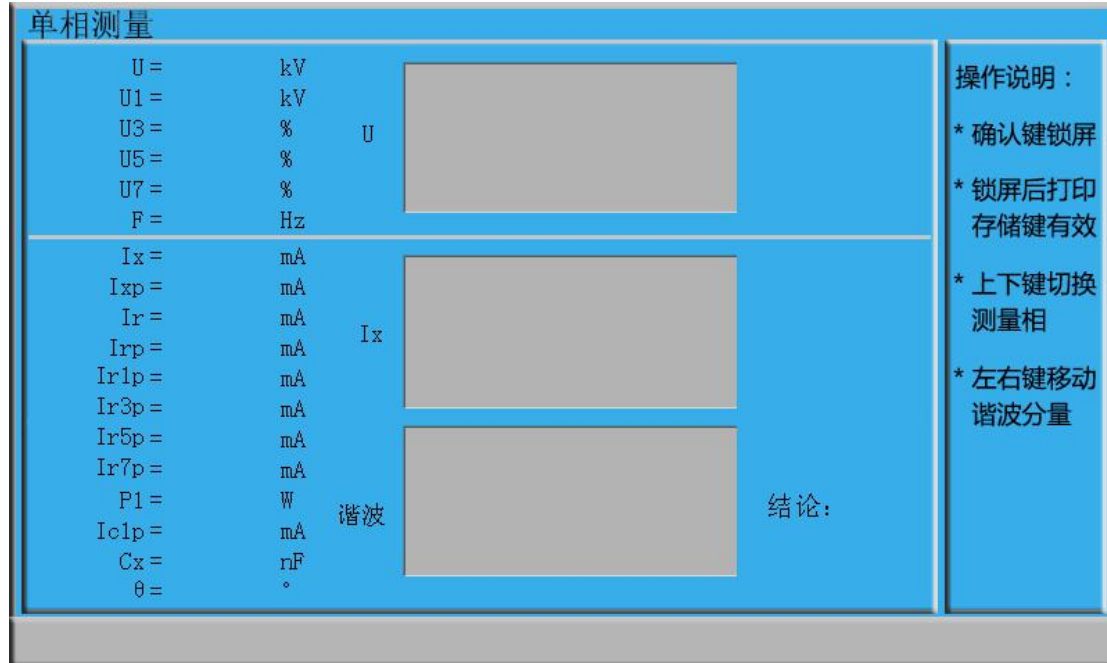 单相测量
U= kV
U1= kV
U3= %
U5= %
U7= %
F= Hz
U
Ix= mA
Ixp= mA
Ir= mA
Irp= mA
Ir1p= mA
Ir3p= mA
Ir5p= mA
Ir7p= mA
P1= W
Ic1p= mA
Cx= nF
θ= °
Ix
谐波
结论:
操作说明:
* 确认键锁屏
* 锁屏后打印
存储键有效
* 上下键切换
测量相
* 左右键移动
谐波分量